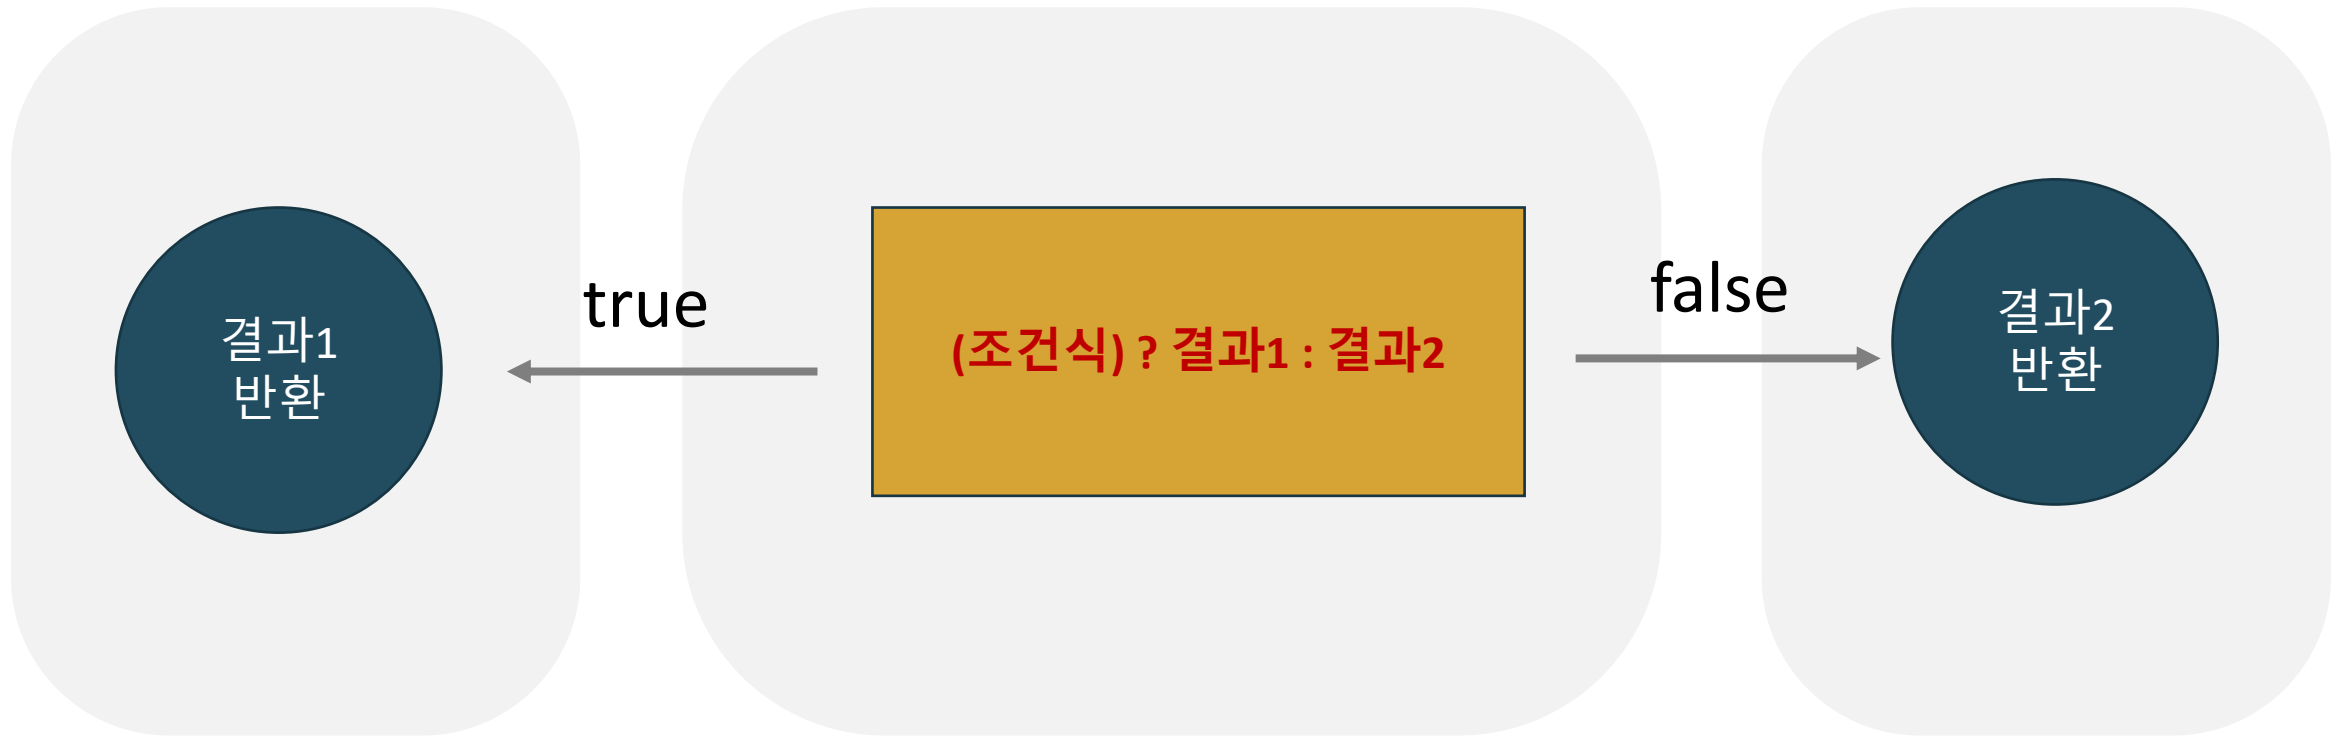 결과1
반환
true
(조건식) ? 결과1 : 결과2
false
결과2
반환